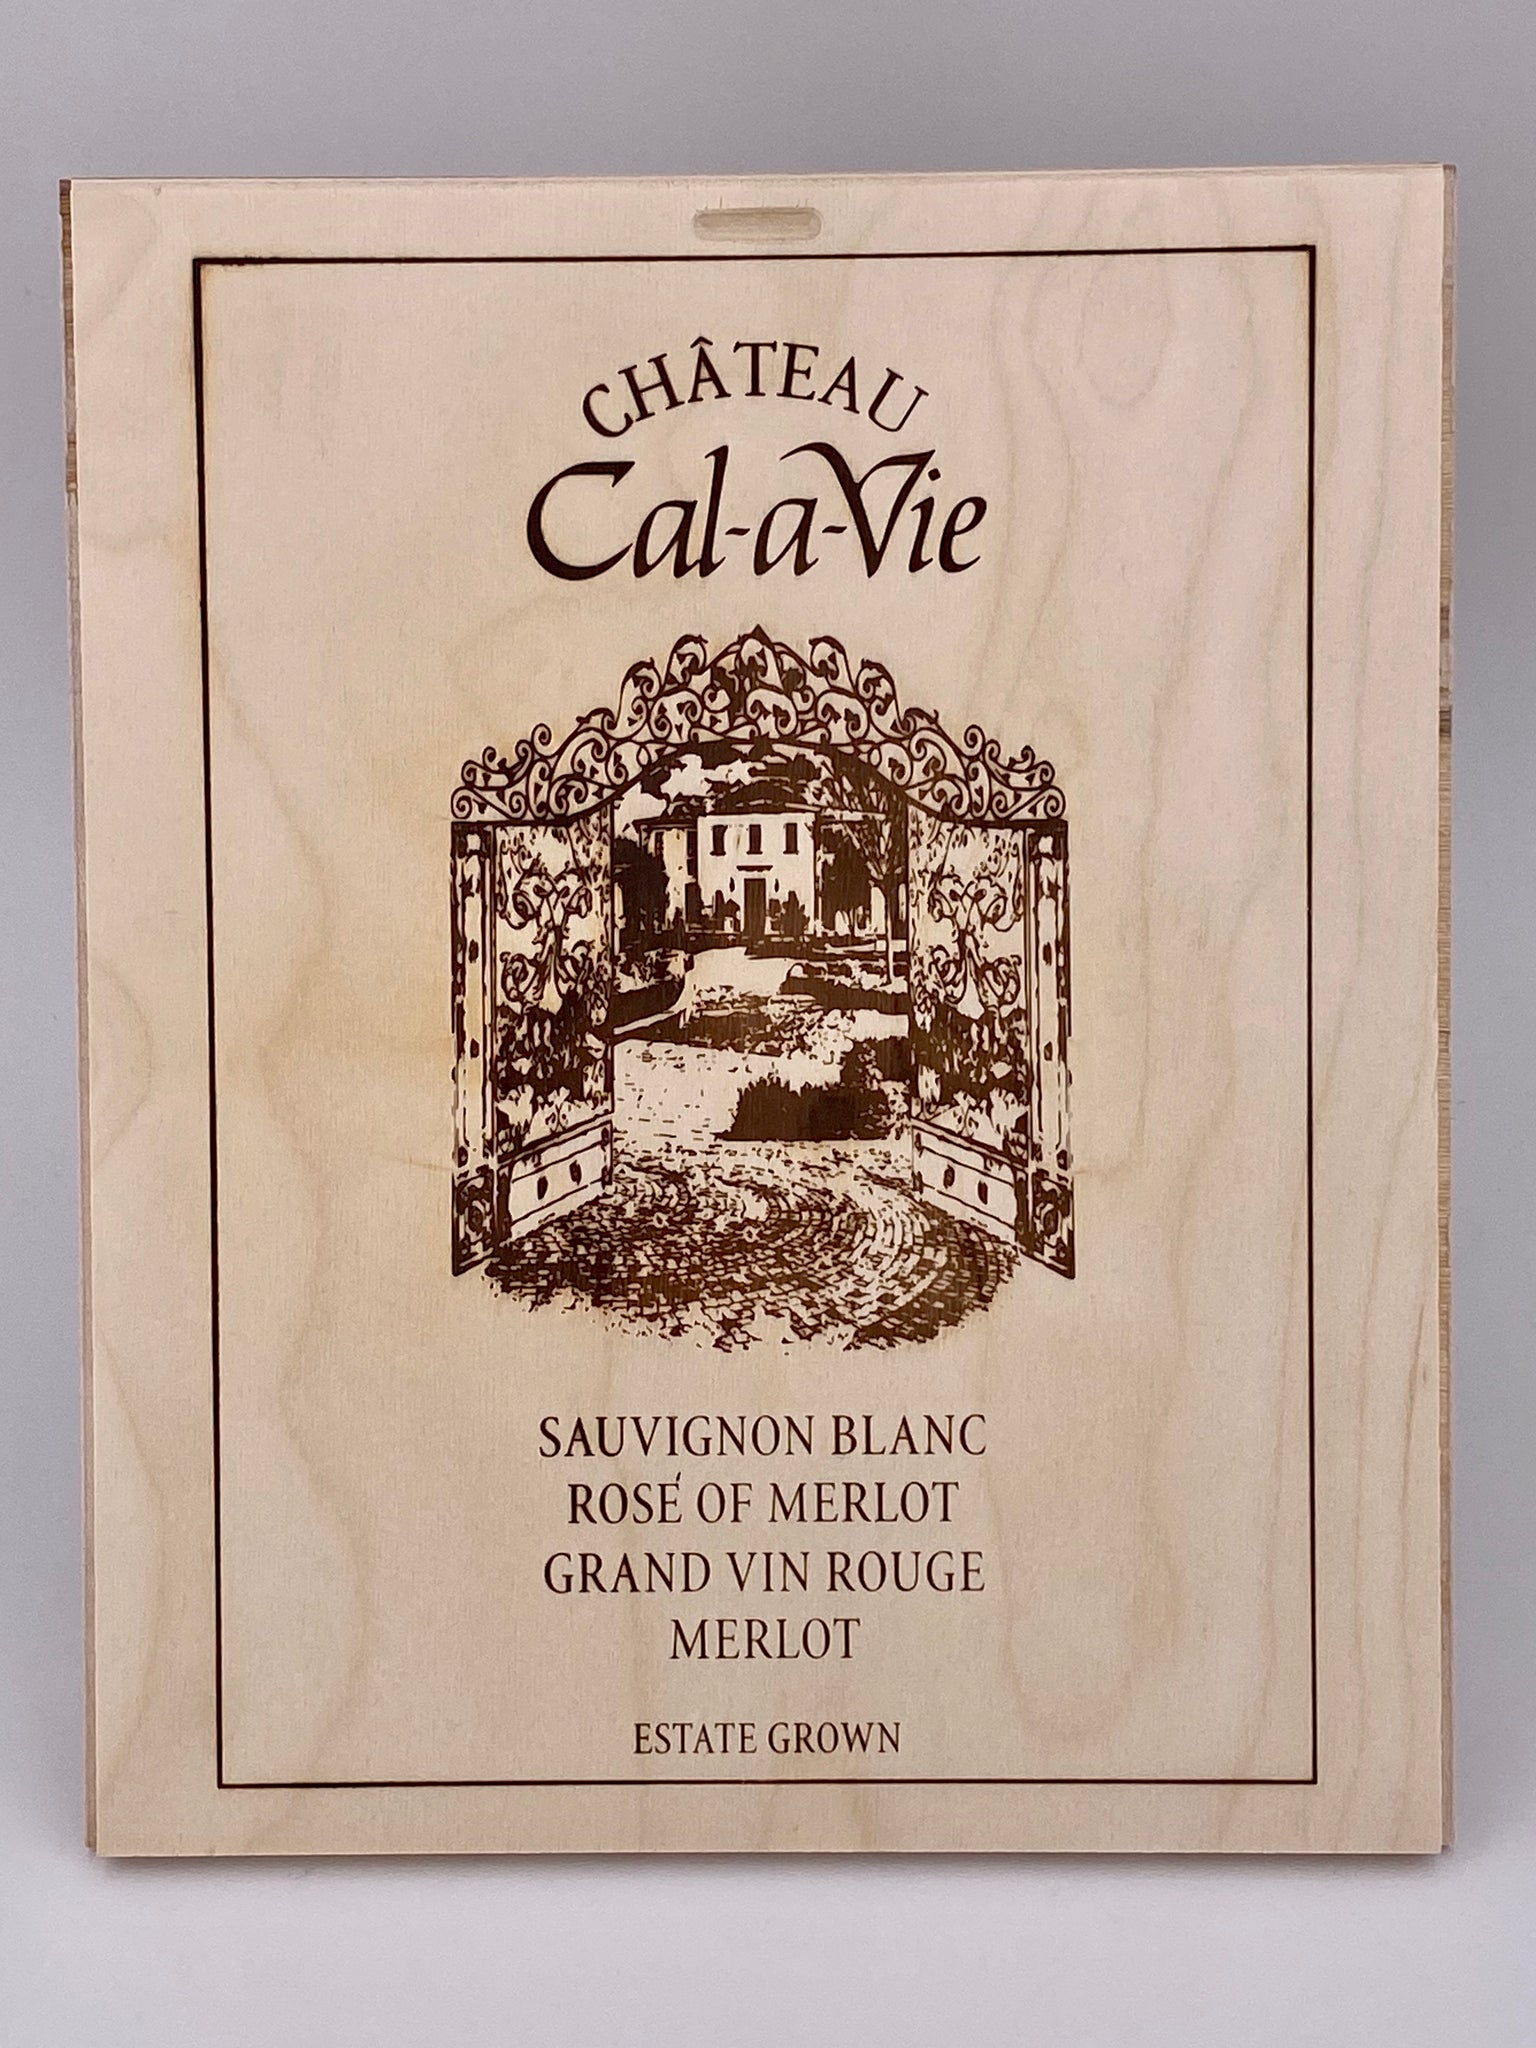 CHÂTEAU
Cal-a-Vie
SAUVIGNON BLANC
ROSÉ OF MERLOT
GRAND VIN ROUGE
MERLOT
ESTATE GROWN